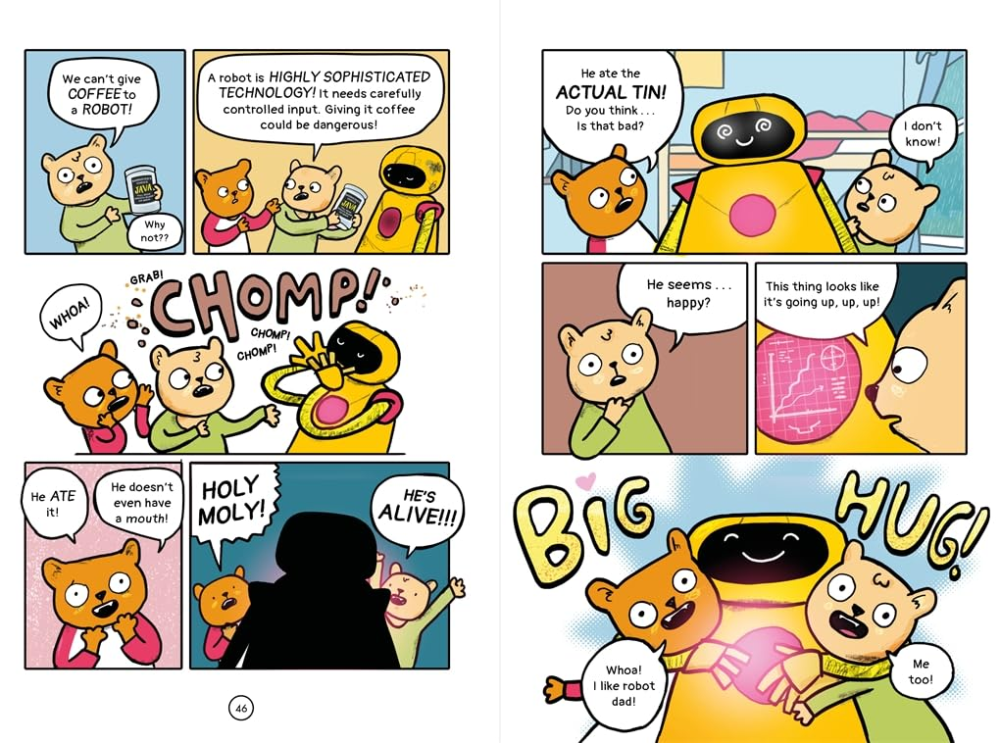 We can't give
COFFEE to
a ROBOT!
JAVA
Why
not??
A robot is HIGHLY SOPHISTICATED
TECHNOLOGY! It needs carefully
controlled input. Giving it coffee
could be dangerous!
JAVA
WHOA!
GRAB!
CHOMP!
CHOMP!
CHOMP!
He ATE
it!
He doesn't
even have
a mouth!
HOLY
MOLY!
HE'S
ALIVE!!!
46
He ate the
ACTUAL TIN!
Do you think ...
Is that bad?
I don't
know!
He seems ...
happy?
This thing looks like
it's going up, up, up!
BIG
HUG!
Whoa!
I like robot
dad!
Me
too!